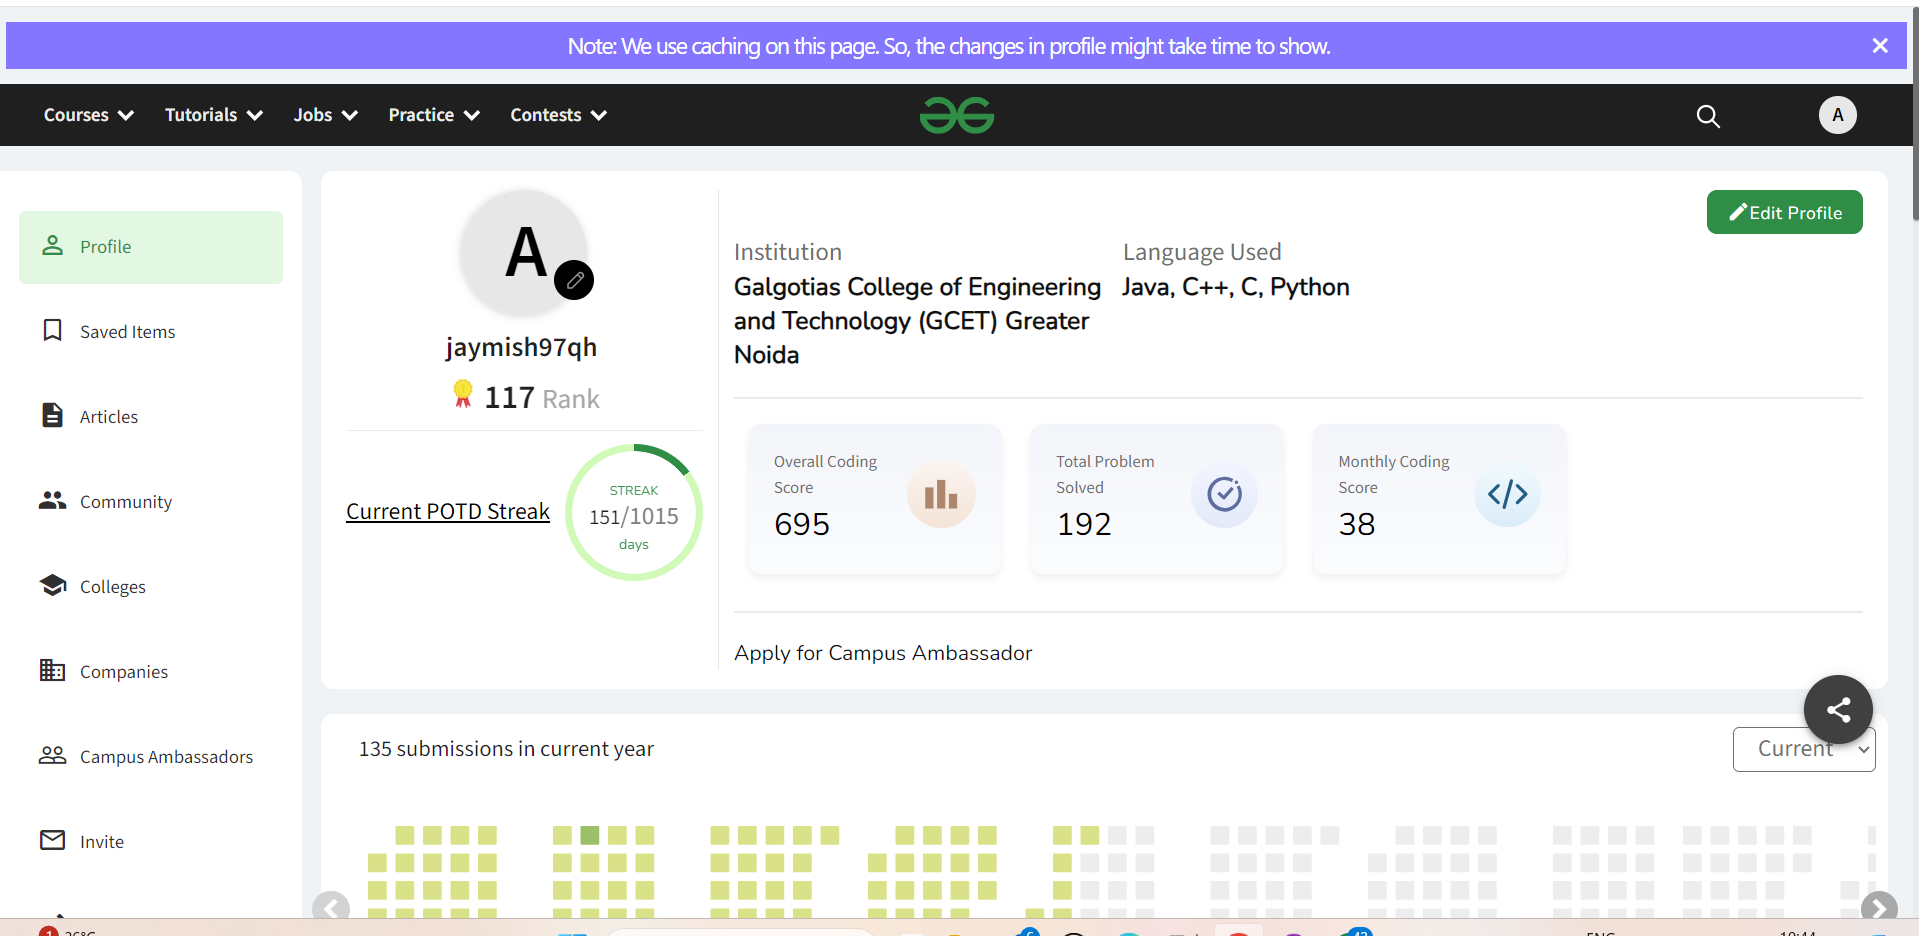 Note: We use caching on this page. So, the changes in profile might take time to show.
Courses Tutorials Jobs Practice Contests
A
Profile
Saved Items
Articles
Community
Colleges
Companies
Campus Ambassadors
Invite
A
jaymish97qh
117 Rank
Current POTD Streak
STREAK
151/1015
days
Edit Profile
Institution
Galgotias College of Engineering
and Technology (GCET) Greater
Noida
Language Used
Java, C++, C, Python
Overall Coding
Score
695
Total Problem
Solved
192
Monthly Coding
Score
38
Apply for Campus Ambassador
135 submissions in current year
Current